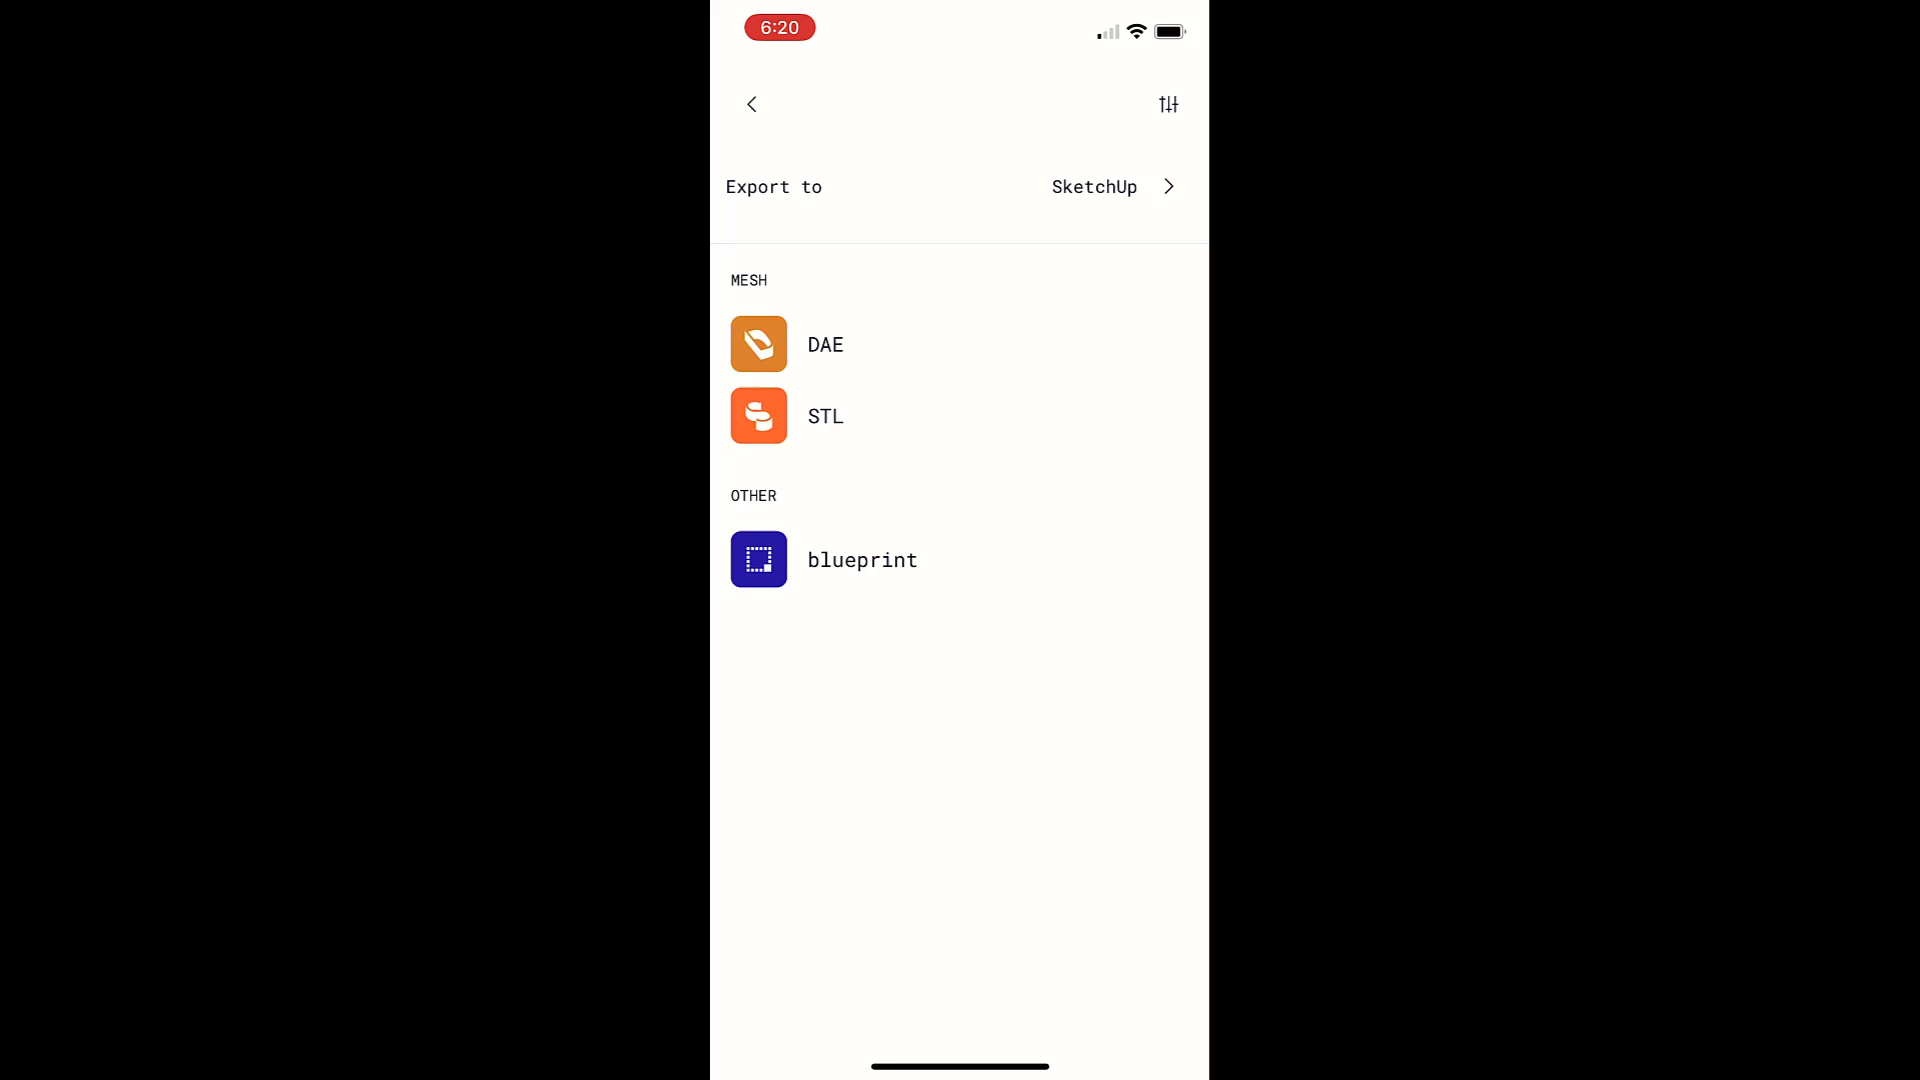 6:20
Export to SketchUp
MESH
DAE
STL
OTHER
blueprint